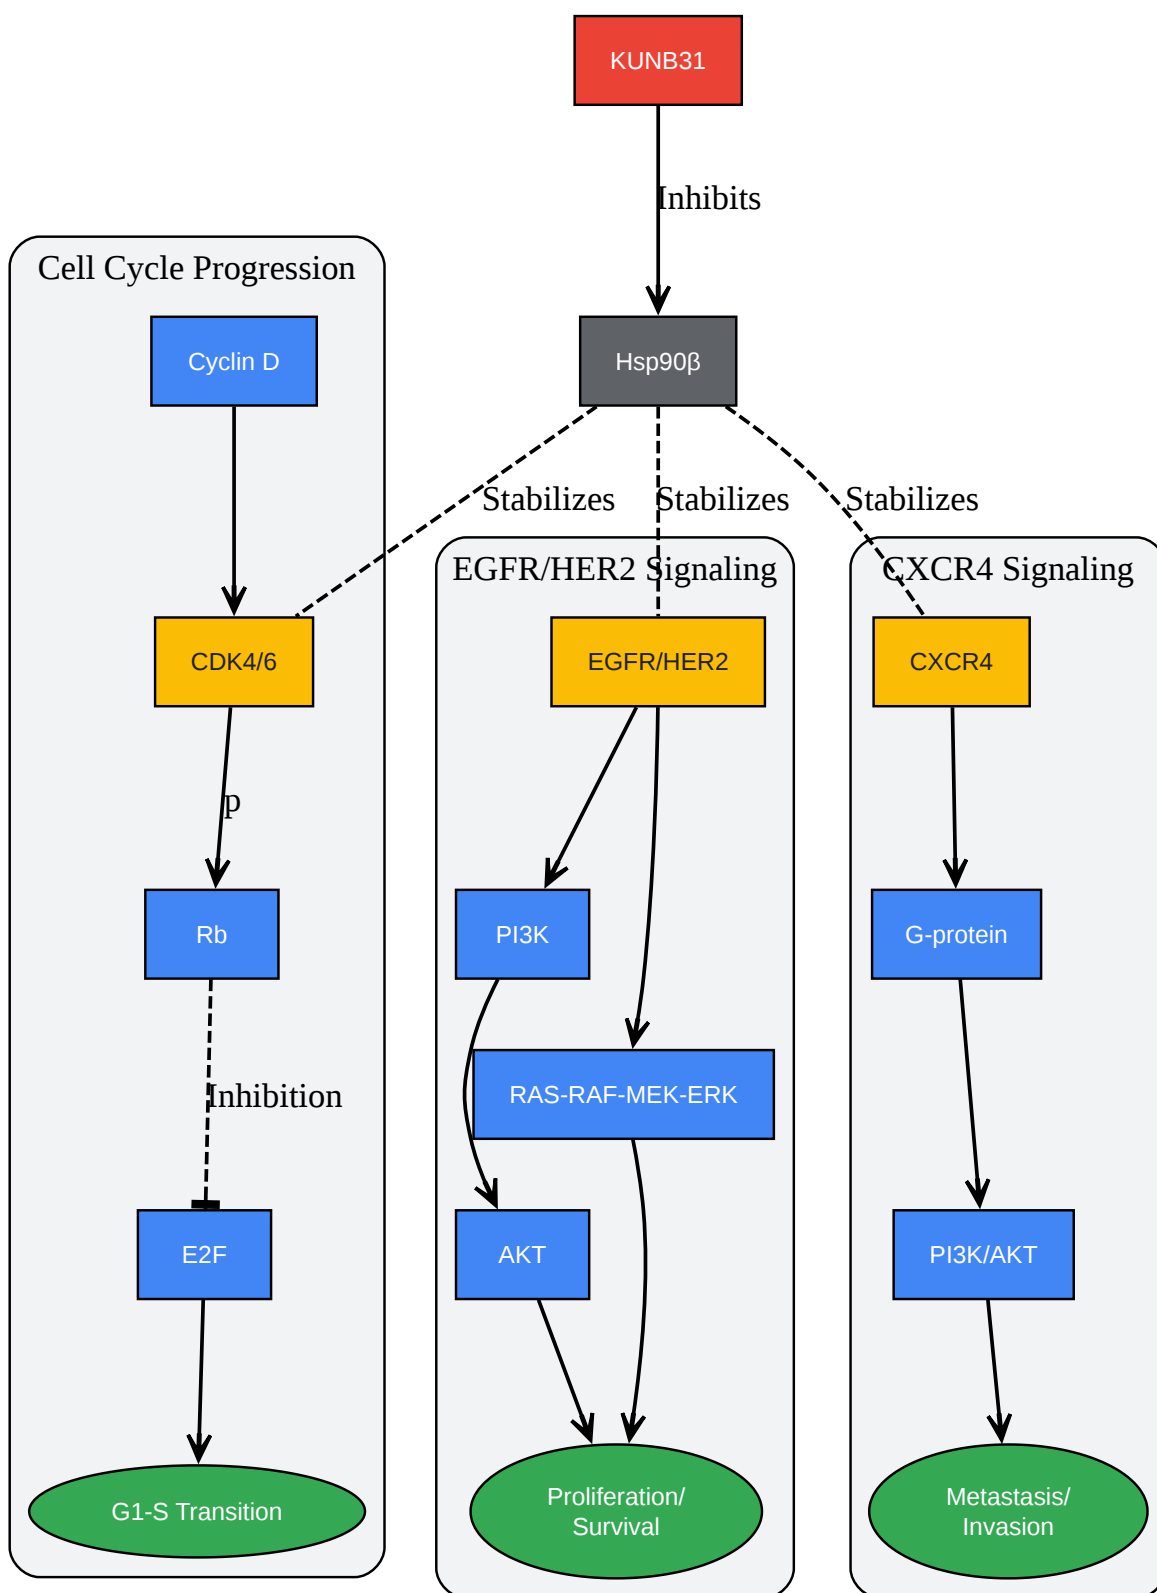 KUNB31
Inhibits
Cell Cycle Progression
Cyclin D
Hsp90β
Stabilizes
Stabilizes
Stabilizes
EGFR/HER2 Signaling
CXCR4 Signaling
CDK4/6
EGFR/HER2
CXCR4
p
Rb
PI3K
G-protein
RAS-RAF-MEK-ERK
Inhibition
E2F
AKT
PI3K/AKT
G1-S Transition
Proliferation/
Survival
Metastasis/
Invasion